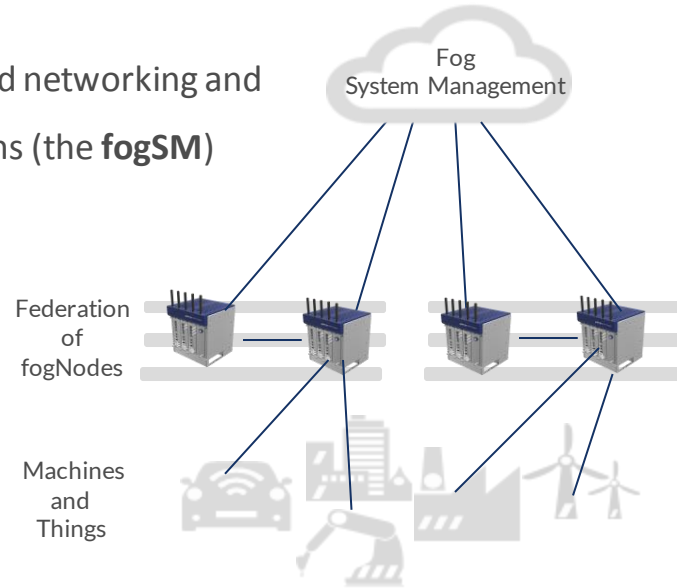 d networking and
ns (the fogSM)
Fog
System Management
Federation
of
fogNodes
Machines
and
Things